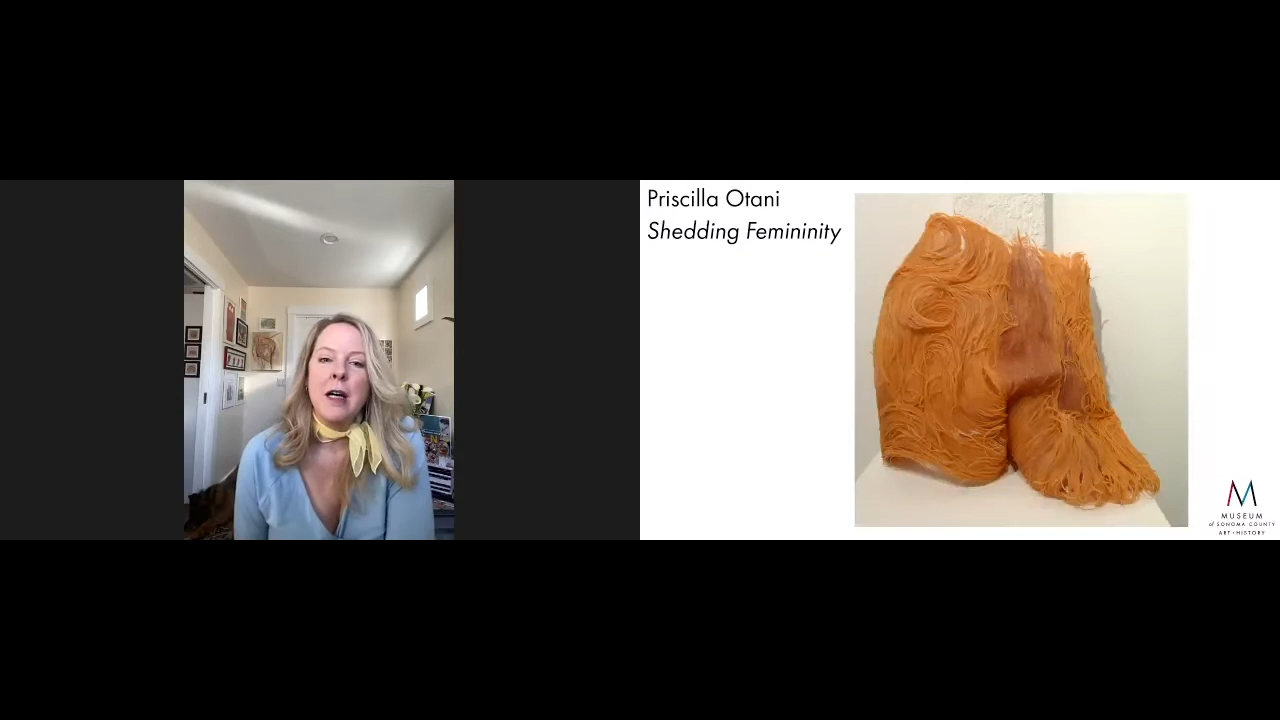 Priscilla Otani
Shedding Femininity
MUSEUM
of SONOMA COUNTY
ART • HISTORY